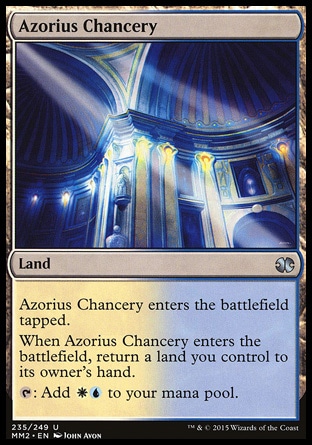 Azorius Chancery
Land
Azorius Chancery enters the battlefield
tapped.
When Azorius Chancery enters the
battlefield, return a land you control to
its owner's hand.
: Add to your mana pool.
235/249 U
MM2 • EN John Avon
™ & © 2015 Wizards of the Coast